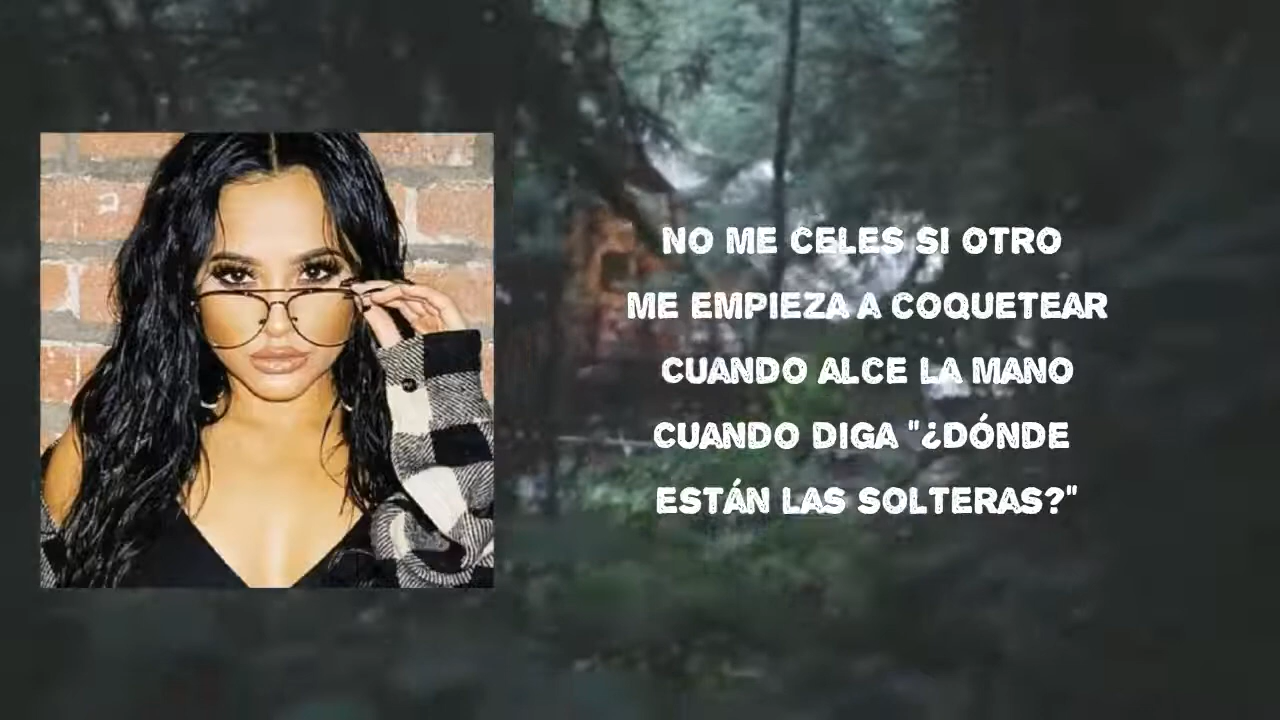 NO ME CELES SI OTRO
ME EMPIEZA A COQUETEAR
CUANDO ALCE LA MANO
CUANDO DIGA "¿DÓNDE
ESTÁN LAS SOLTERAS?"